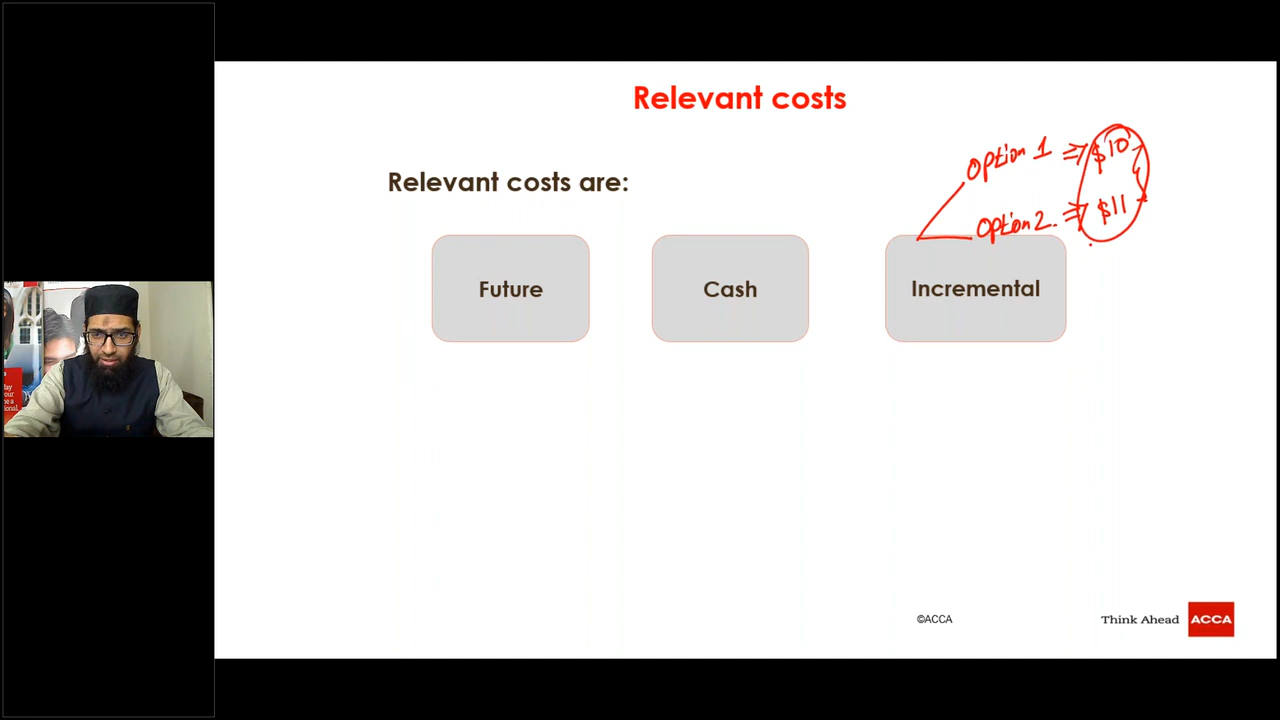 Relevant costs
Option 1 ⇒ $10
Relevant costs are:
Option 2. ⇒ $11
Future
Cash
Incremental
©ACCA
Think Ahead ACCA